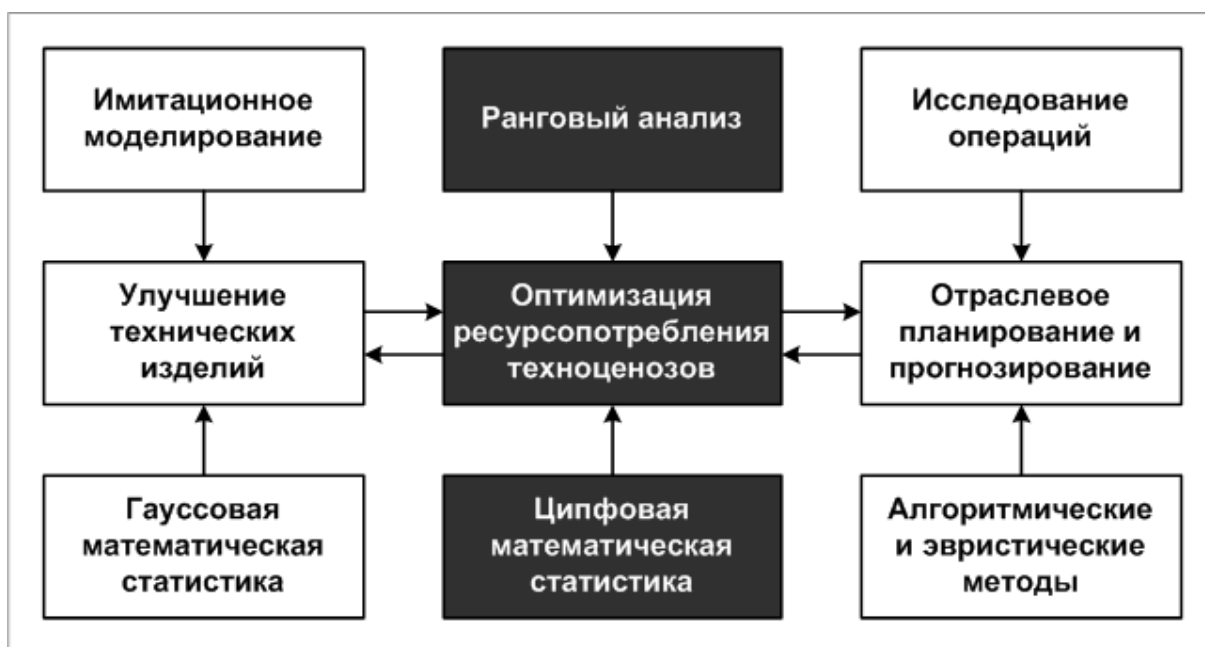 Имитационное
моделирование
Ранговый анализ
Исследование
операций
Улучшение
технических
изделий
Оптимизация
ресурсопотребления
техноценозов
Отраслевое
планирование и
прогнозирование
Гауссовая
математическая
статистика
Ципфовая
математическая
статистика
Алгоритмические
и эвристические
методы